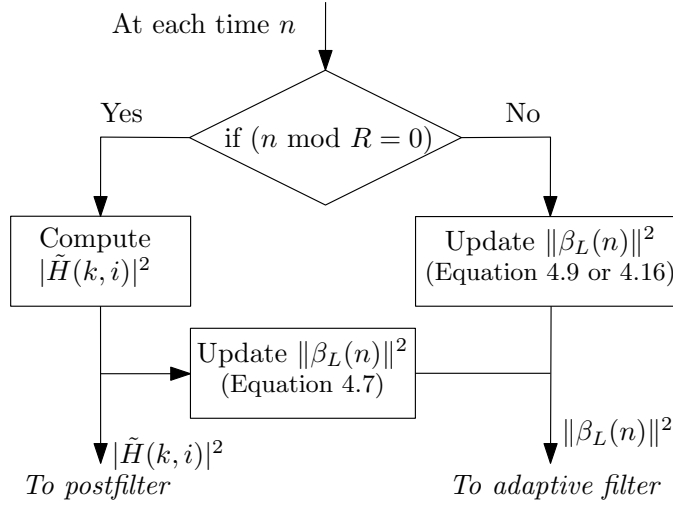 At each time n
Yes
No
if (n mod R = 0)
Compute
|H̃(k, i)|²
Update ‖β_L(n)‖²
(Equation 4.9 or 4.16)
Update ‖β_L(n)‖²
(Equation 4.7)
|H̃(k, i)|²
‖β_L(n)‖²
To postfilter
To adaptive filter